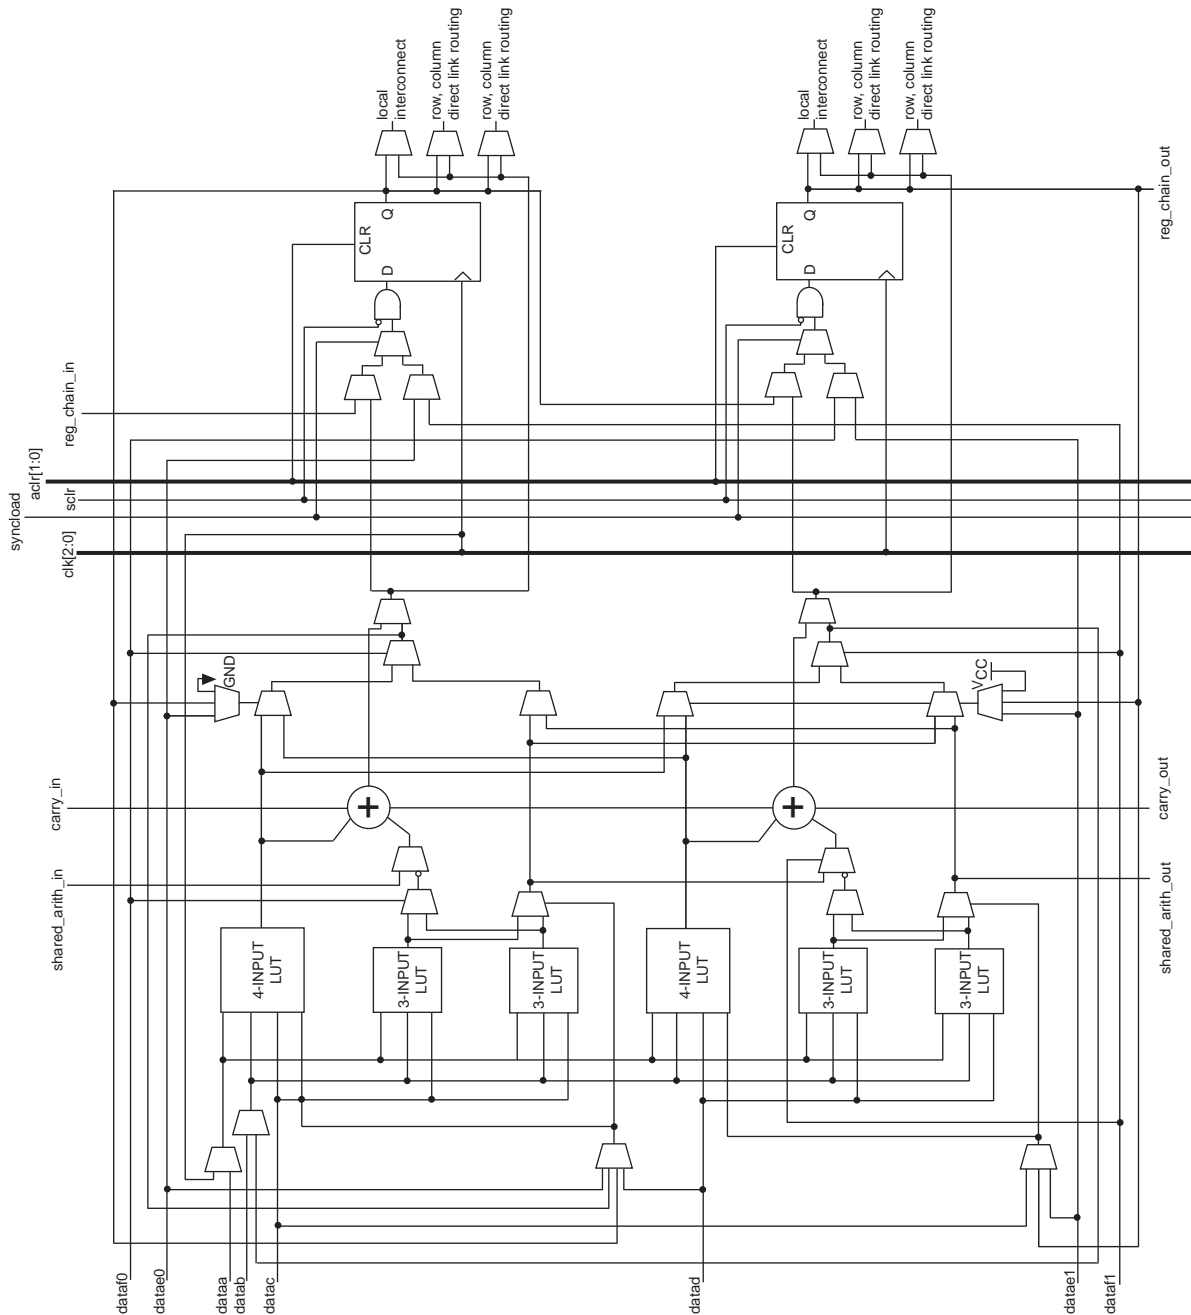 local
interconnect
row, column
direct link routing
row, column
direct link routing
local
interconnect
row, column
direct link routing
row, column
direct link routing
reg_chain_out
Q
CLR
D
Q
CLR
D
reg_chain_in
aclr[1:0]
sclr
syncload
clk[2:0]
GND
VCC
carry_in
+
+
carry_out
shared_arith_in
shared_arith_out
4-INPUT
LUT
3-INPUT
LUT
3-INPUT
LUT
4-INPUT
LUT
3-INPUT
LUT
3-INPUT
LUT
dataf0
datae0
dataa
datab
datac
datad
datae1
dataf1